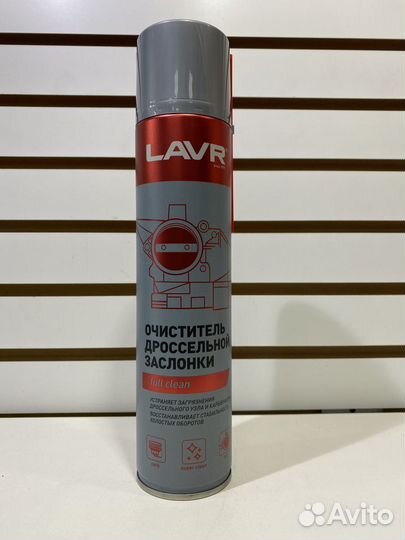 LAVR
ОЧИСТИТЕЛЬ
ДРОССЕЛЬНОЙ
ЗАСЛОНКИ
full clean
УСТРАНЯЕТ ЗАГРЯЗНЕНИЯ
ДРОССЕЛЬНОГО УЗЛА И
ВОССТАНАВЛИВАЕТ
ХОЛОСТЫХ ОБОРОТОВ
Avito